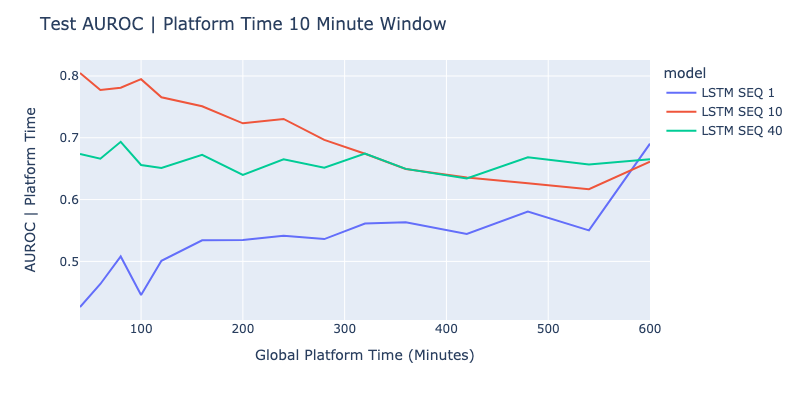 Test AUROC | Platform Time 10 Minute Window
model
LSTM SEQ 1
LSTM SEQ 10
LSTM SEQ 40
AUROC | Platform Time
0.8
0.7
0.6
0.5
100
200
300
400
500
600
Global Platform Time (Minutes)